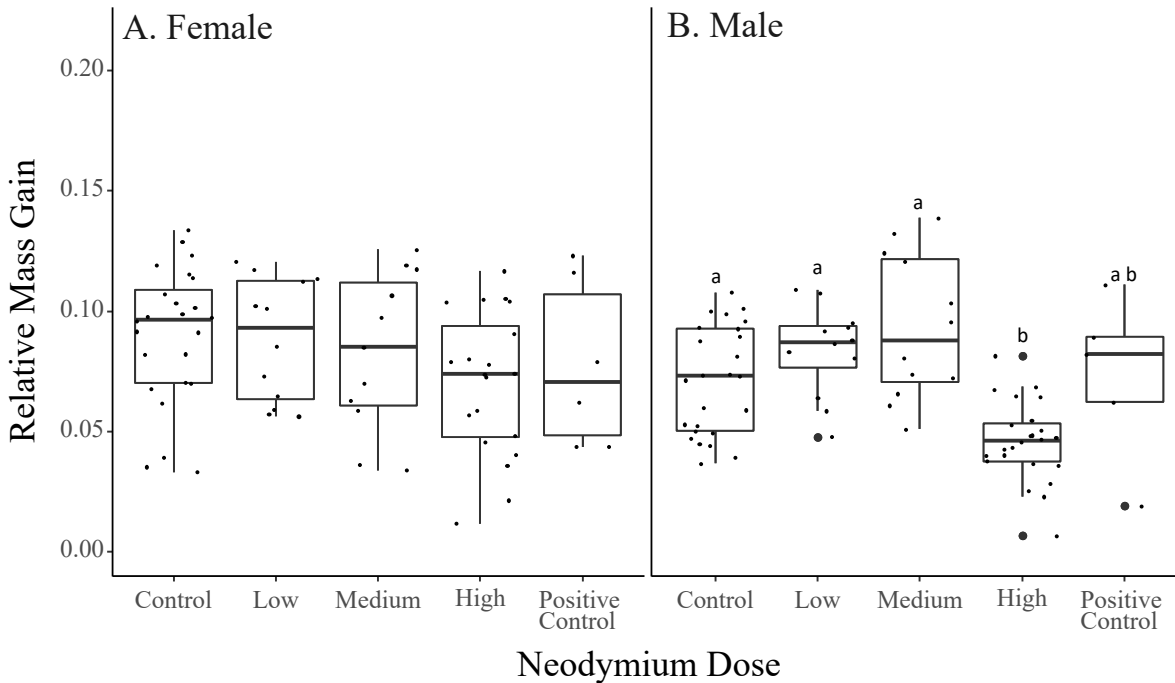 A. Female
B. Male
Relative Mass Gain
0.20
0.15
0.10
0.05
0.00
a
a
a
b
a b
Control
Low
Medium
High
Positive
Control
Control
Low
Medium
High
Positive
Control
Neodymium Dose